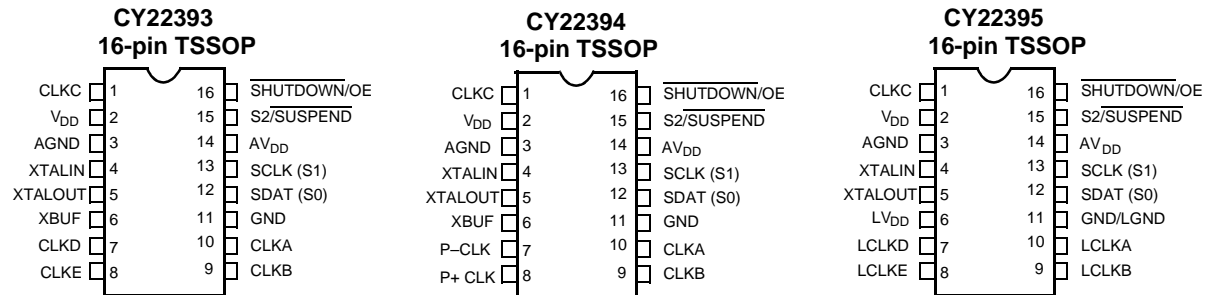 CY22393
16-pin TSSOP
CLKC 1 16 SHUTDOWN/OE
VDD 2 15 S2/SUSPEND
AGND 3 14 AVDD
XTALIN 4 13 SCLK (S1)
XTALOUT 5 12 SDAT (S0)
XBUF 6 11 GND
CLKD 7 10 CLKA
CLKE 8 9 CLKB
CY22394
16-pin TSSOP
CLKC 1 16 SHUTDOWN/OE
VDD 2 15 S2/SUSPEND
AGND 3 14 AVDD
XTALIN 4 13 SCLK (S1)
XTALOUT 5 12 SDAT (S0)
XBUF 6 11 GND
P–CLK 7 10 CLKA
P+ CLK 8 9 CLKB
CY22395
16-pin TSSOP
CLKC 1 16 SHUTDOWN/OE
VDD 2 15 S2/SUSPEND
AGND 3 14 AVDD
XTALIN 4 13 SCLK (S1)
XTALOUT 5 12 SDAT (S0)
LVDD 6 11 GND/LGND
LCLKD 7 10 LCLKA
LCLKE 8 9 LCLKB